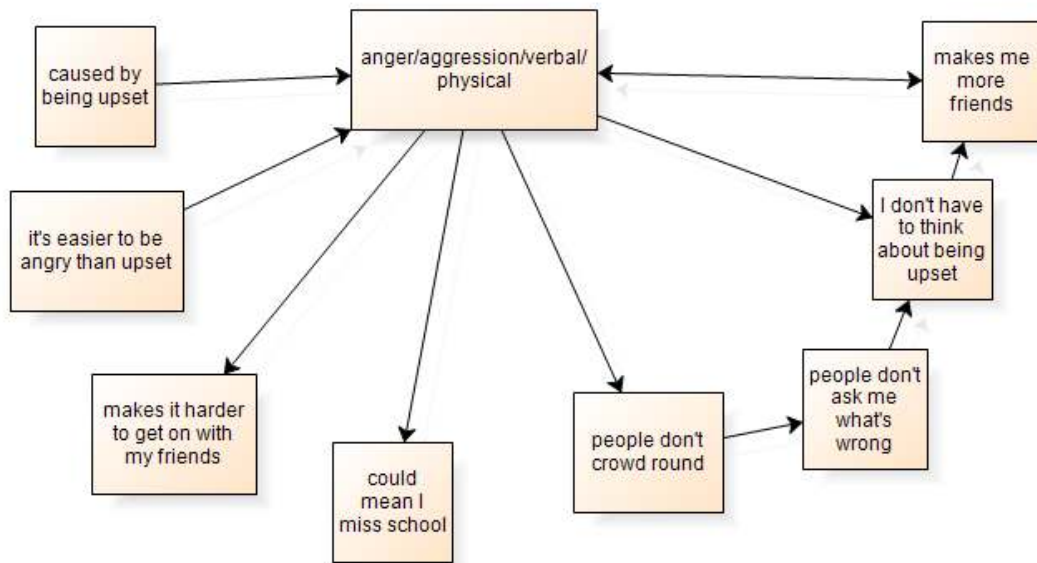 caused by
being upset
anger/aggression/verbal/
physical
makes me
more
friends
it's easier to be
angry than upset
I don't have
to think
about being
upset
makes it harder
to get on with
my friends
could
mean I
miss school
people don't
crowd round
people don't
ask me
what's
wrong